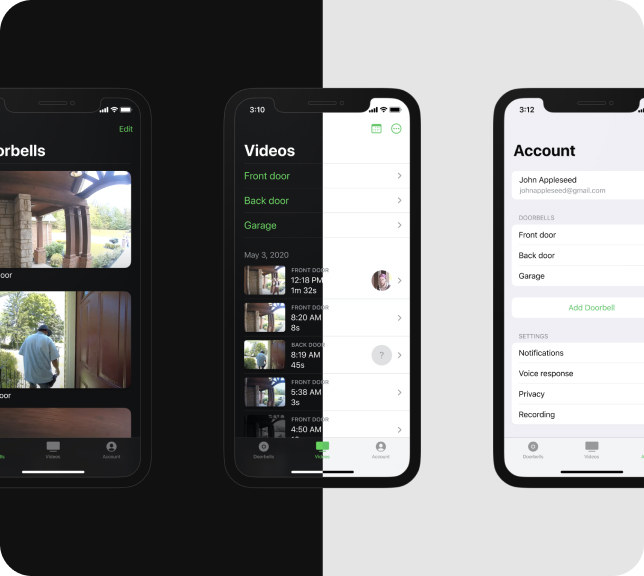 Edit
orbells
oor
oor
Videos
Account
3:10
Videos
Front door
Back door
Garage
May 3, 2020
FRONT DOOR
12:18 PM
1m 32s
FRONT DOOR
8:20 AM
8s
BACK DOOR
8:19 AM
45s
?
FRONT DOOR
5:38 AM
3s
FRONT DOOR
4:50 AM
Doorbells
Videos
Account
3:12
Account
John Appleseed
johnappleseed@gmail.com
DOORBELLS
Front door
Back door
Garage
Add Doorbell
SETTINGS
Notifications
Voice response
Privacy
Recording
Doorbells
Videos